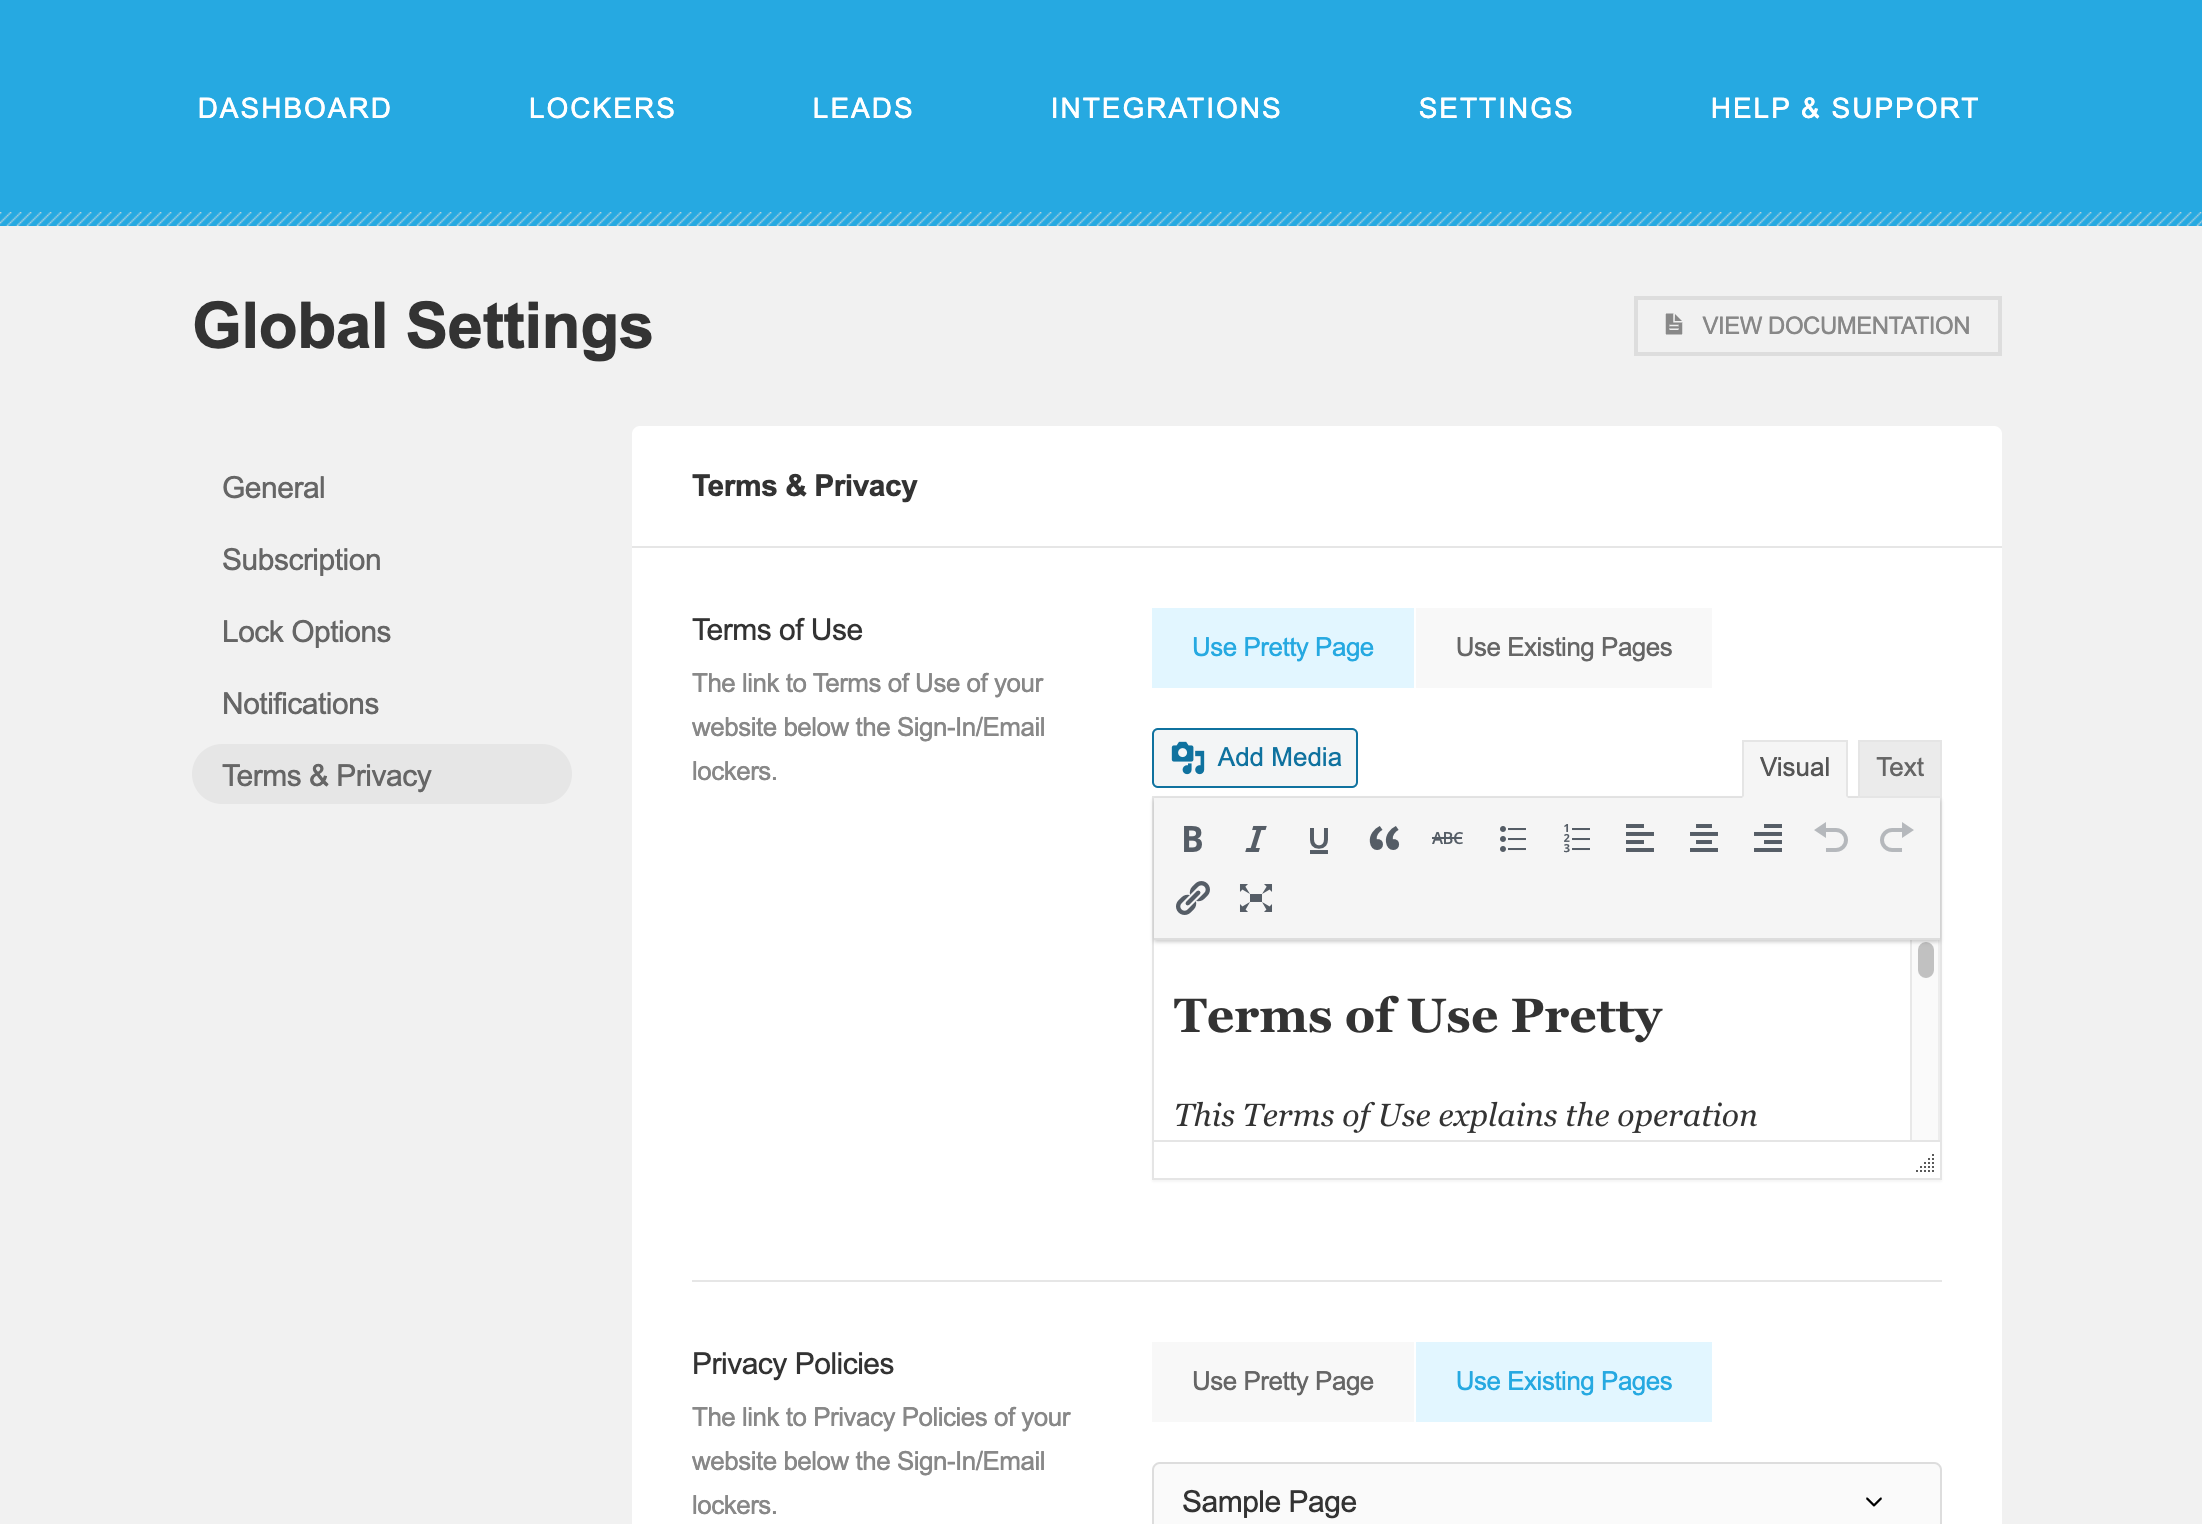 DASHBOARD LOCKERS LEADS INTEGRATIONS SETTINGS HELP & SUPPORT
Global Settings
VIEW DOCUMENTATION
General
Subscription
Lock Options
Notifications
Terms & Privacy
Terms & Privacy
Terms of Use
The link to Terms of Use of your
website below the Sign-In/Email
lockers.
Use Pretty Page Use Existing Pages
Add Media
Visual Text
B I U ABC
1
2
3
Terms of Use Pretty
This Terms of Use explains the operation
Privacy Policies
The link to Privacy Policies of your
website below the Sign-In/Email
lockers.
Use Pretty Page Use Existing Pages
Sample Page